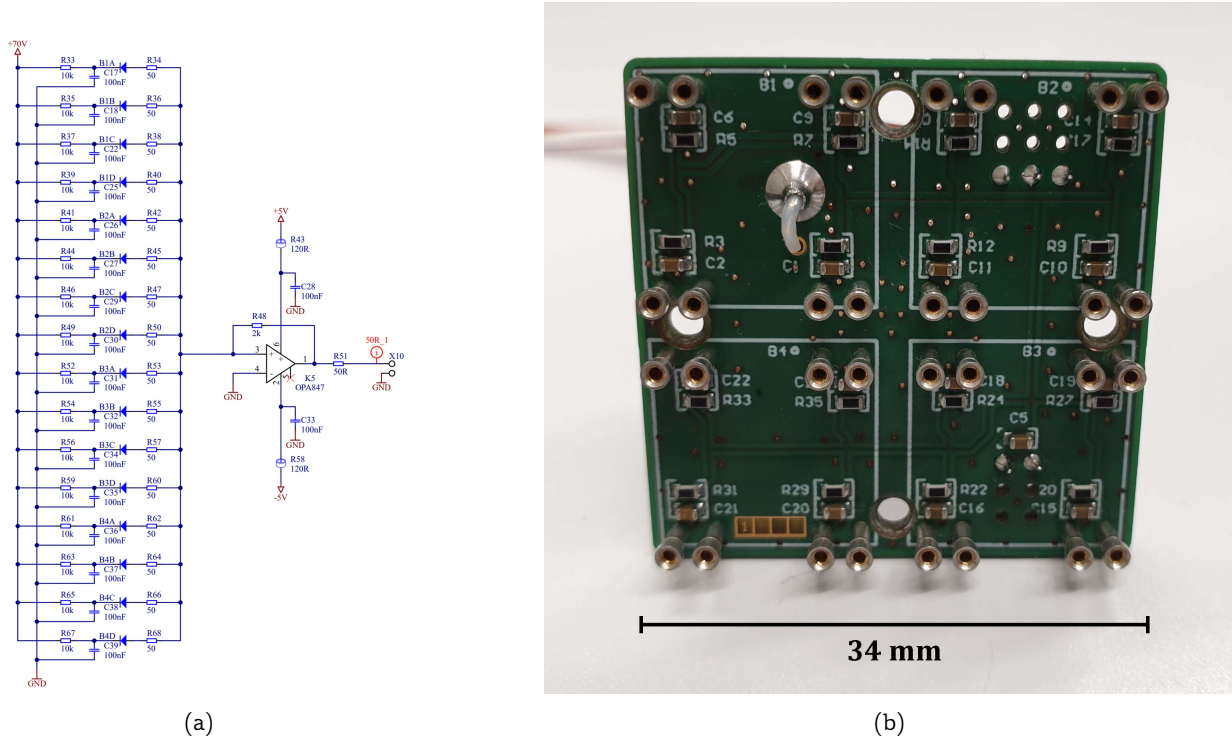 +70V
R33 B1A R34
10k C17 50
100nF
R35 B1B R36
10k C18 50
100nF
R37 B1C R38
10k C22 50
100nF
R39 B1D R40
10k C25 50
100nF
R41 B2A R42
10k C26 50
100nF
R44 B2B R45
10k C27 50
100nF
R46 B2C R47
10k C29 50
100nF
R49 B2D R50
10k C30 50
100nF
R52 B3A R53
10k C31 50
100nF
R54 B3B R55
10k C32 50
100nF
R56 B3C R57
10k C34 50
100nF
R59 B3D R60
10k C35 50
100nF
R61 B4A R62
10k C36 50
100nF
R63 B4B R64
10k C37 50
100nF
R65 B4C R66
10k C38 50
100nF
R67 B4D R68
10k C39 50
100nF
GND
+5V
R43
120R
C28
100nF
GND
R48
2k
3 + + 6 1
4 - - 2 5
K5
OPA847
GND
R51
50R
50R_1
i
X10
GND
C33
100nF
GND
R58
120R
-5V
(a)
B1 B2
C6 C9 C14
R5 R7 R14 R17
R3 R12 R9
C2 C11 C10
B4 B3
C22 C18 C19
R33 R35 R24 R27
C5
R31 R29 R22 20
C21 C20 C16 C15
1
34 mm
(b)